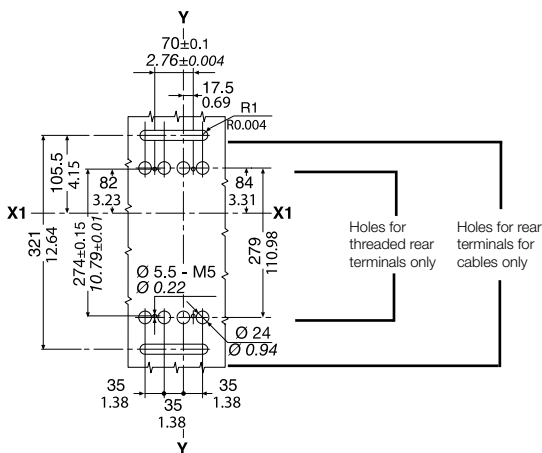 Y
70±0.1
2.76±0.004
17.5
0.69
R1
R0.004
105.5
4.15
82
3.23
84
3.31
X1
X1
321
12.64
274±0.15
10.79±0.01
279
110.98
Holes for
threaded rear
terminals only
Holes for rear
terminals for
cables only
Ø 5.5 - M5
Ø 0.22
Ø 24
Ø 0.94
35
1.38
35
1.38
35
1.38
Y